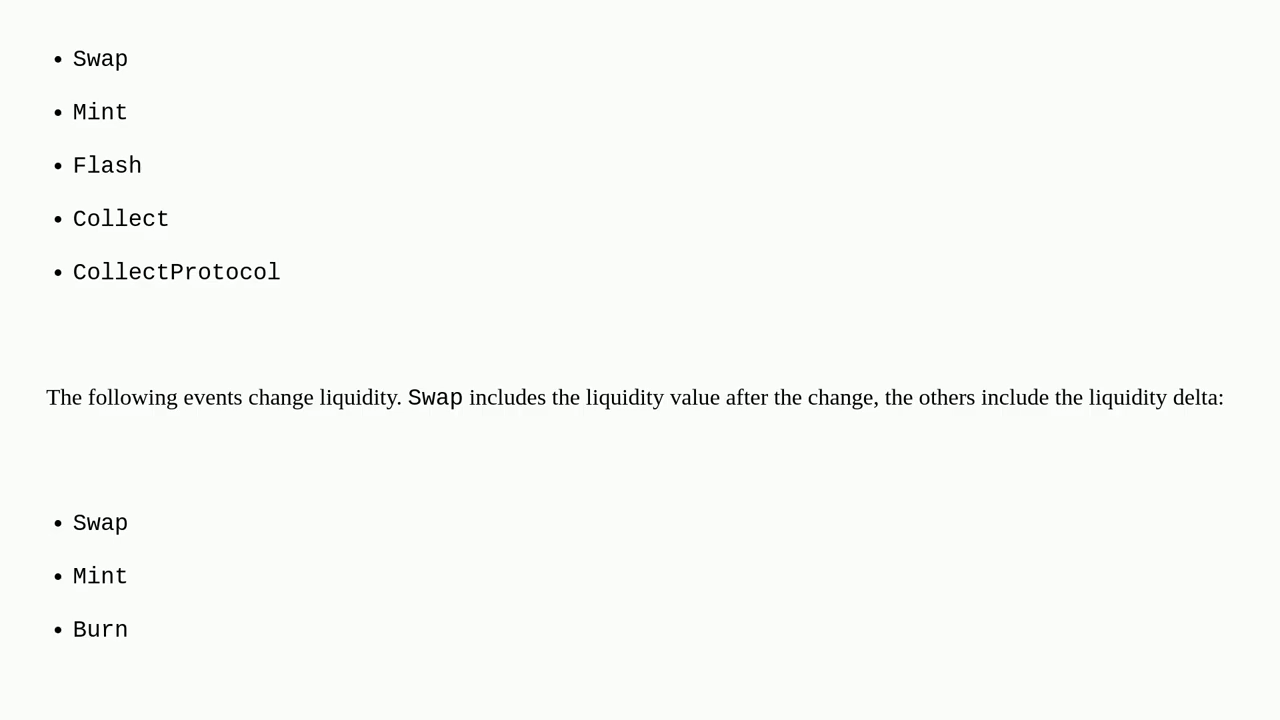 • Swap
• Mint
• Flash
• Collect
• CollectProtocol
The following events change liquidity. Swap includes the liquidity value after the change, the others include the liquidity delta:
• Swap
• Mint
• Burn